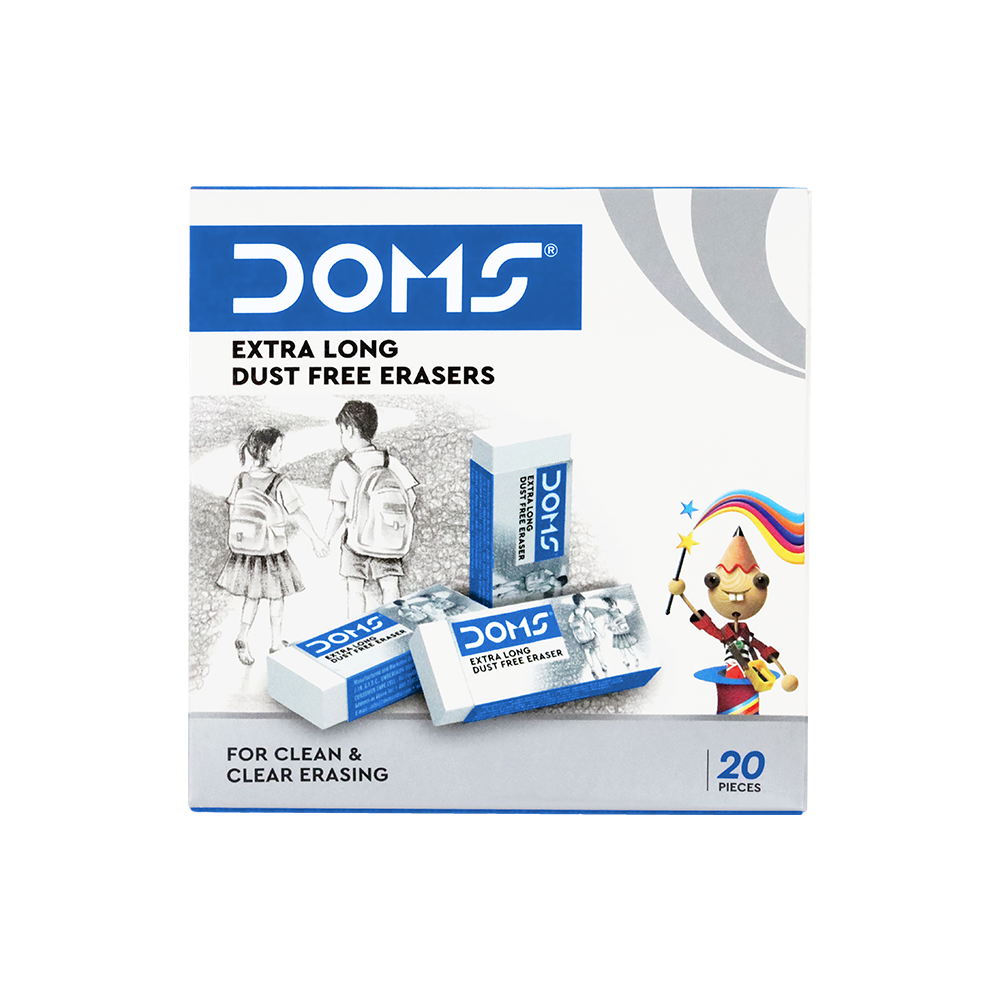 DOMS®
EXTRA LONG
DUST FREE ERASERS
DOMS
EXTRA LONG
DUST FREE ERASER
DOMS
EXTRA LONG
DUST FREE ERASER
DOMS
EXTRA LONG
DUST FREE ERASER
FOR CLEAN &
CLEAR ERASING
20
PIECES